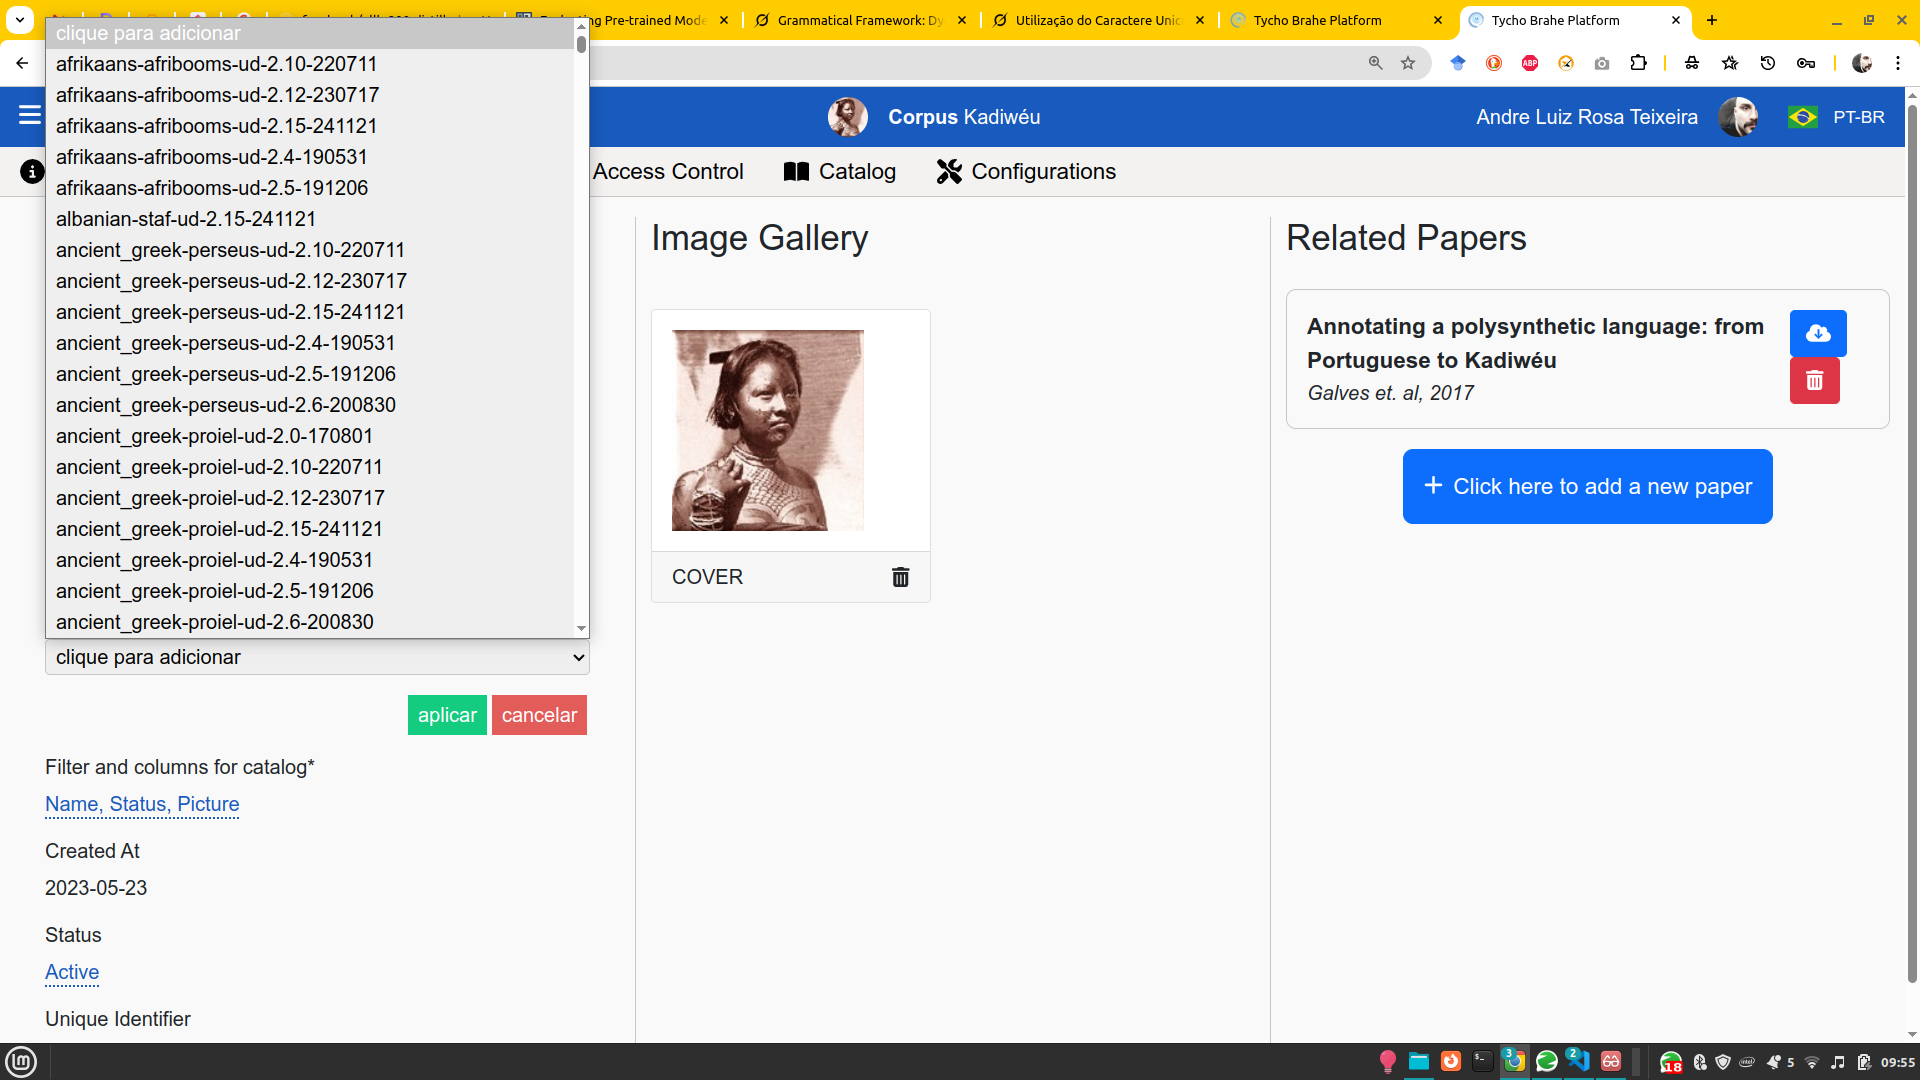 Pre-trained Mode
Grammatical Framework: Dy
Utilização do Caractere Unic
Tycho Brahe Platform
Tycho Brahe Platform
clique para adicionar
afrikaans-afribooms-ud-2.10-220711
afrikaans-afribooms-ud-2.12-230717
afrikaans-afribooms-ud-2.15-241121
afrikaans-afribooms-ud-2.4-190531
afrikaans-afribooms-ud-2.5-191206
albanian-staf-ud-2.15-241121
ancient_greek-perseus-ud-2.10-220711
ancient_greek-perseus-ud-2.12-230717
ancient_greek-perseus-ud-2.15-241121
ancient_greek-perseus-ud-2.4-190531
ancient_greek-perseus-ud-2.5-191206
ancient_greek-perseus-ud-2.6-200830
ancient_greek-proiel-ud-2.0-170801
ancient_greek-proiel-ud-2.10-220711
ancient_greek-proiel-ud-2.12-230717
ancient_greek-proiel-ud-2.15-241121
ancient_greek-proiel-ud-2.4-190531
ancient_greek-proiel-ud-2.5-191206
ancient_greek-proiel-ud-2.6-200830
clique para adicionar
aplicar cancelar
Filter and columns for catalog*
Name, Status, Picture
Created At
2023-05-23
Status
Active
Unique Identifier
ABP
Corpus Kadiwéu
Andre Luiz Rosa Teixeira
PT-BR
Access Control
Catalog
Configurations
Image Gallery
COVER
Related Papers
Annotating a polysynthetic language: from
Portuguese to Kadiwéu
Galves et. al, 2017
+ Click here to add a new paper
lm
3
2
18
5
09:55